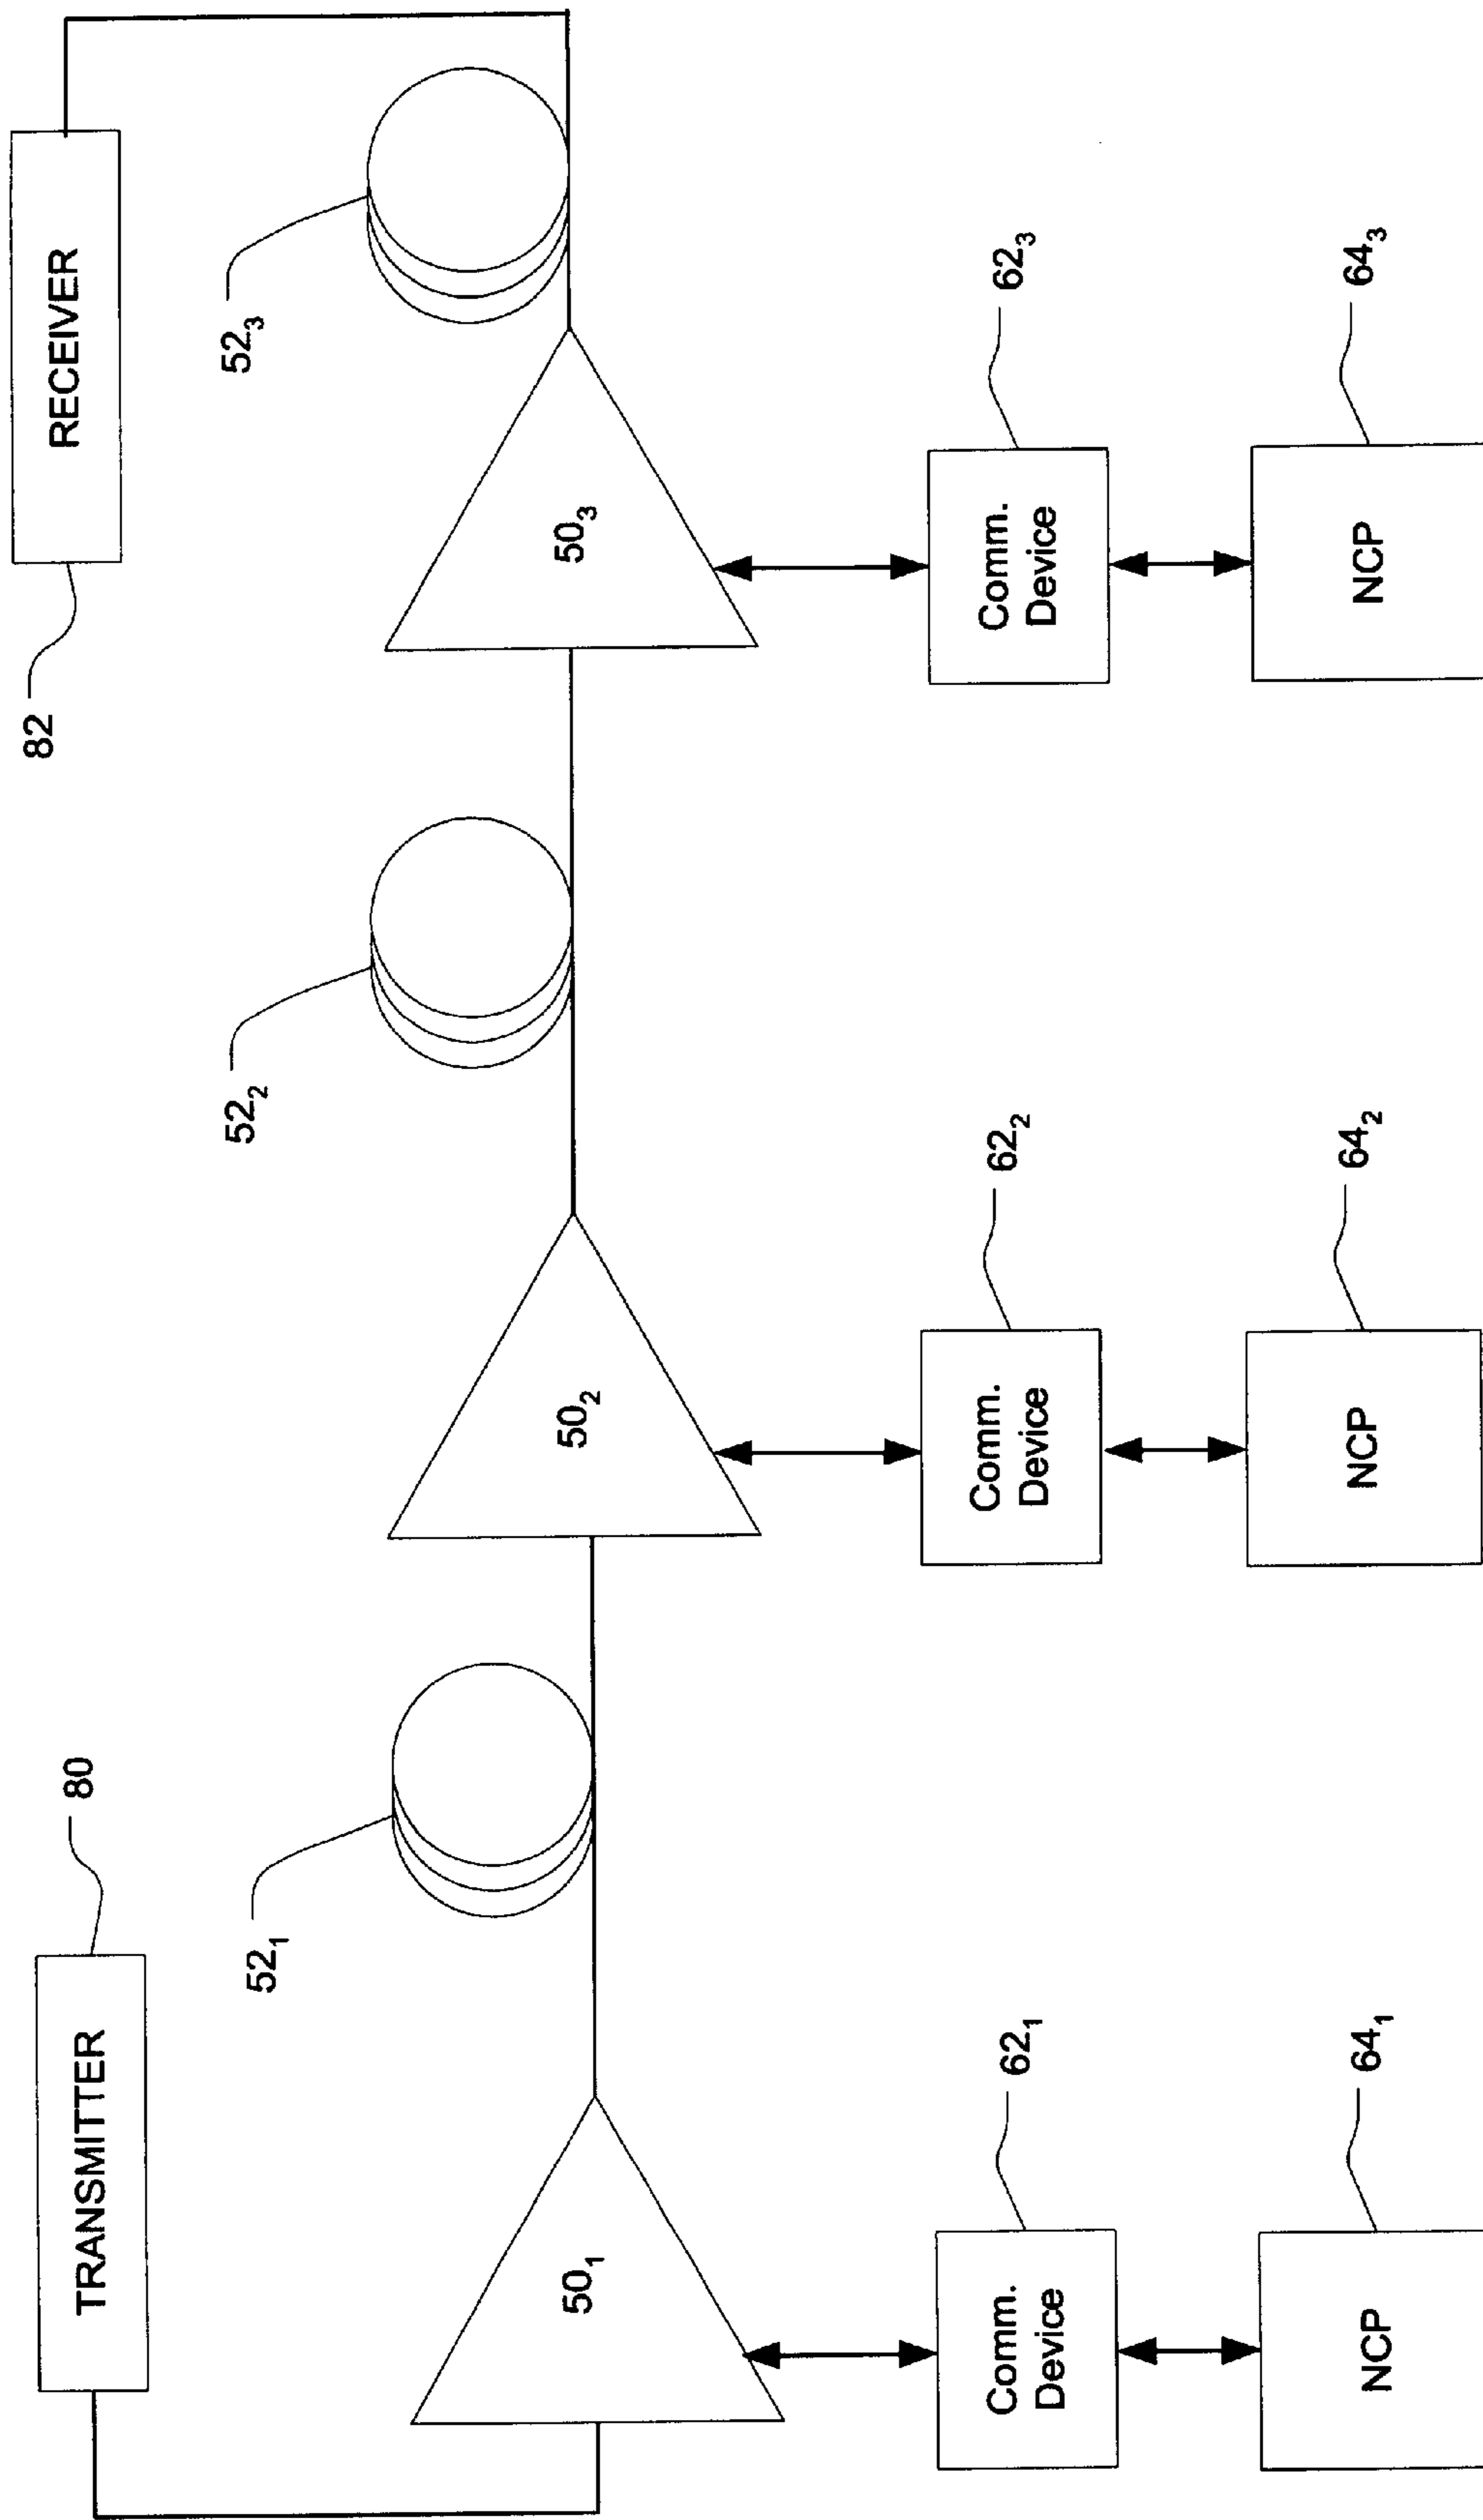 TRANSMITTER
80
RECEIVER
82
52₁
52₂
52₃
50₁
50₂
50₃
Comm.
Device
62₁
Comm.
Device
62₂
Comm.
Device
62₃
NCP
64₁
NCP
64₂
NCP
64₃